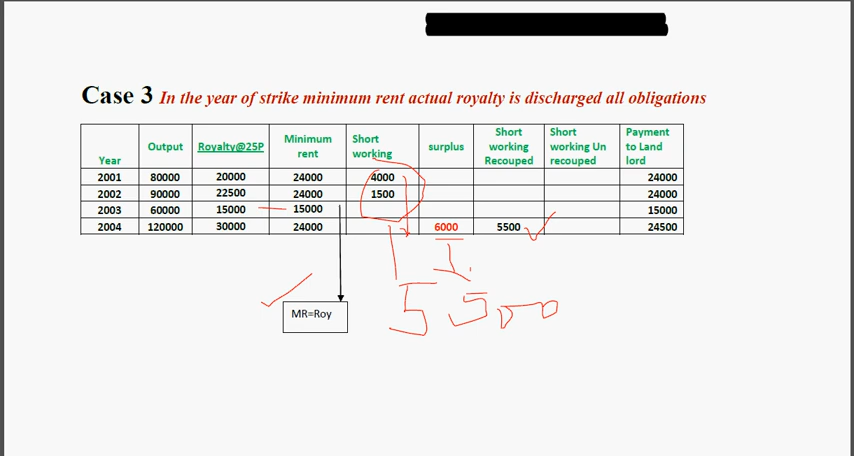 Case 3 In the year of strike minimum rent actual royalty is discharged all obligations
Year Output Royalty@25P Minimum rent Short working surplus Short working Recouped Short working Un recouped Payment to Land lord
2001 80000 20000 24000 4000 24000
2002 90000 22500 24000 1500 24000
2003 60000 15000 15000 15000
2004 120000 30000 24000 6000 5500 24500
MR=Roy
5500